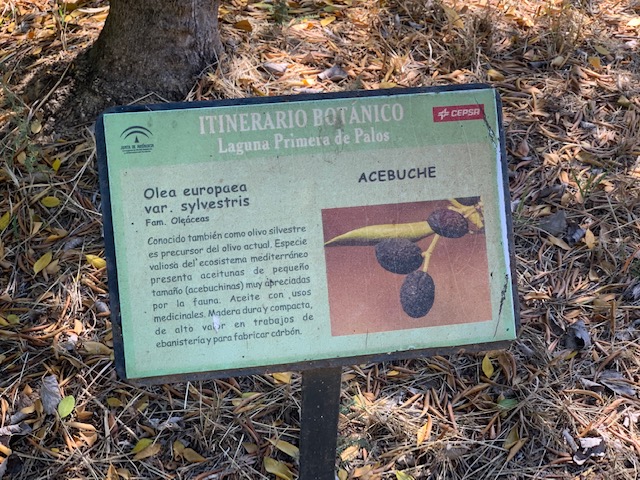 ITINERARIO BOTÁNICO
Laguna Primera de Palos
JUNTA DE ANDALUCIA
CEPSA
Olea europaea
var. sylvestris
Fam. Oleáceas
ACEBUCHE
Conocido también como olivo silvestre
es precursor del olivo actual. Especie
valiosa del ecosistema mediterráneo
presenta aceitunas de pequeño
tamaño (acebuchinas) muy apreciadas
por la fauna. Aceite con usos
medicinales. Madera dura y compacta,
de alto valor en trabajos de
ebanistería y para fabricar carbón.